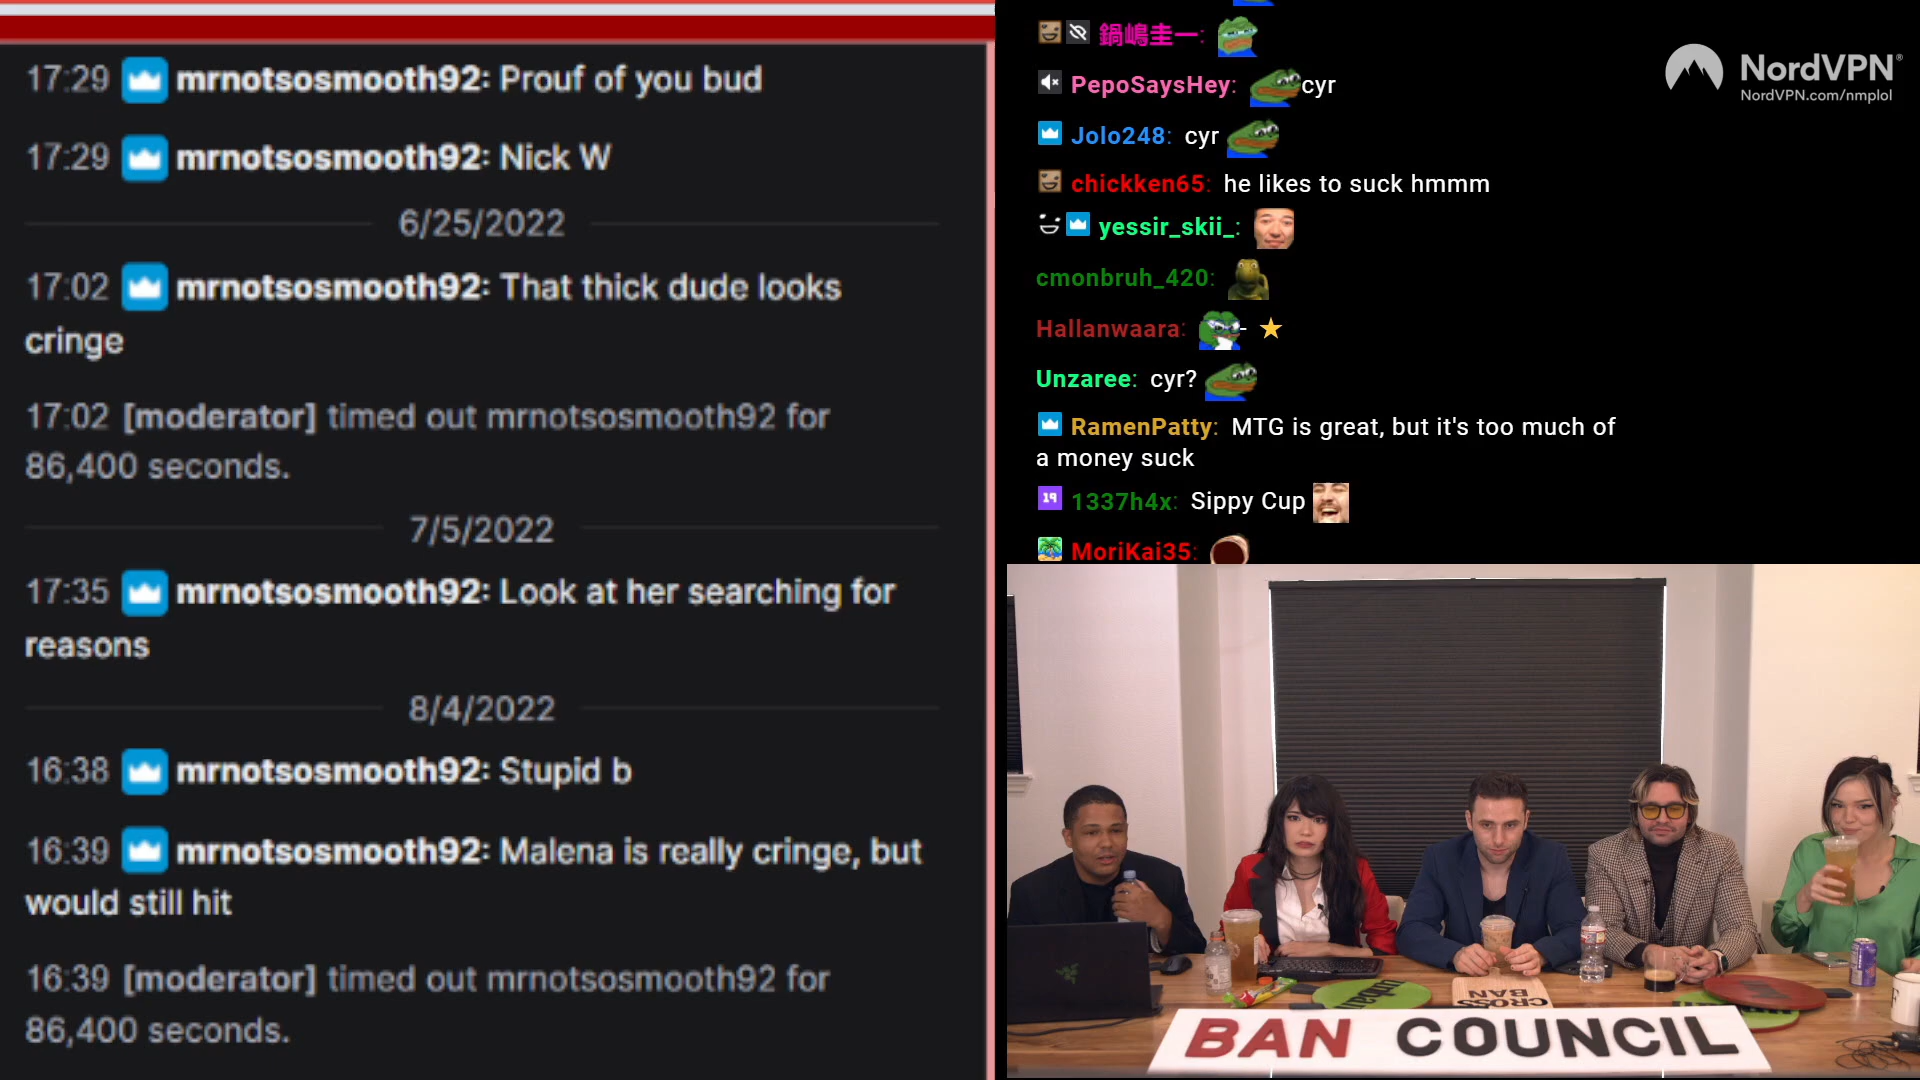 17:29 mrnotsosmooth92: Prouf of you bud
17:29 mrnotsosmooth92: Nick W
6/25/2022
17:02 mrnotsosmooth92: That thick dude looks
cringe
17:02 [moderator] timed out mrnotsosmooth92 for
86,400 seconds.
7/5/2022
17:35 mrnotsosmooth92: Look at her searching for
reasons
8/4/2022
16:38 mrnotsosmooth92: Stupid b
16:39 mrnotsosmooth92: Malena is really cringe, but
would still hit
16:39 [moderator] timed out mrnotsosmooth92 for
86,400 seconds.
鍋嶋圭一:
PepoSaysHey: cyr
Jolo248: cyr
chickken65: he likes to suck hmmm
yessir_skii_:
cmonbruh_420:
Hallanwaara: -
Unzaree: cyr?
RamenPatty: MTG is great, but it's too much of
a money suck
19 1337h4x: Sippy Cup
MoriKai35:
NordVPN®
NordVPN.com/nmplol
CROSS
BAN
BAN COUNCIL